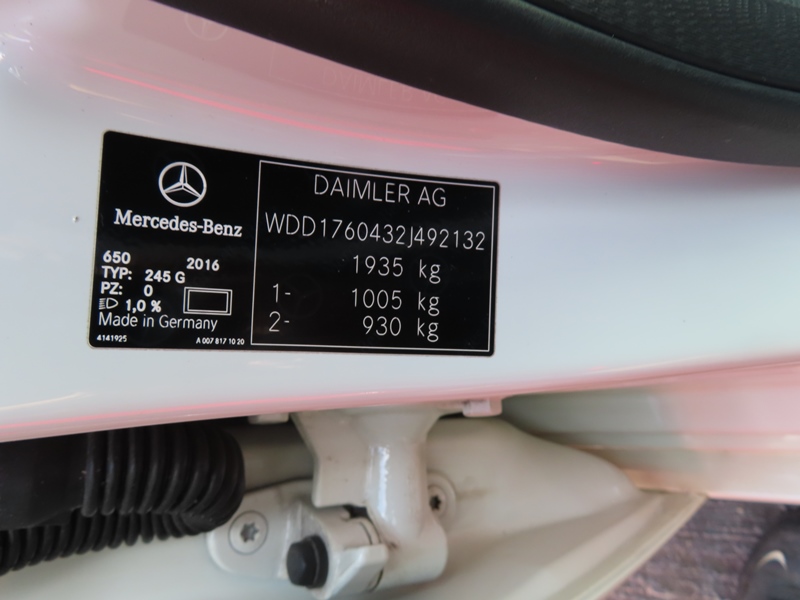 Mercedes-Benz
650 2016
TYP: 245 G
PZ: 0
1,0 %
Made in Germany
4141925 A 007 817 10 20
DAIMLER AG
WDD1760432J492132
1935 kg
1- 1005 kg
2- 930 kg